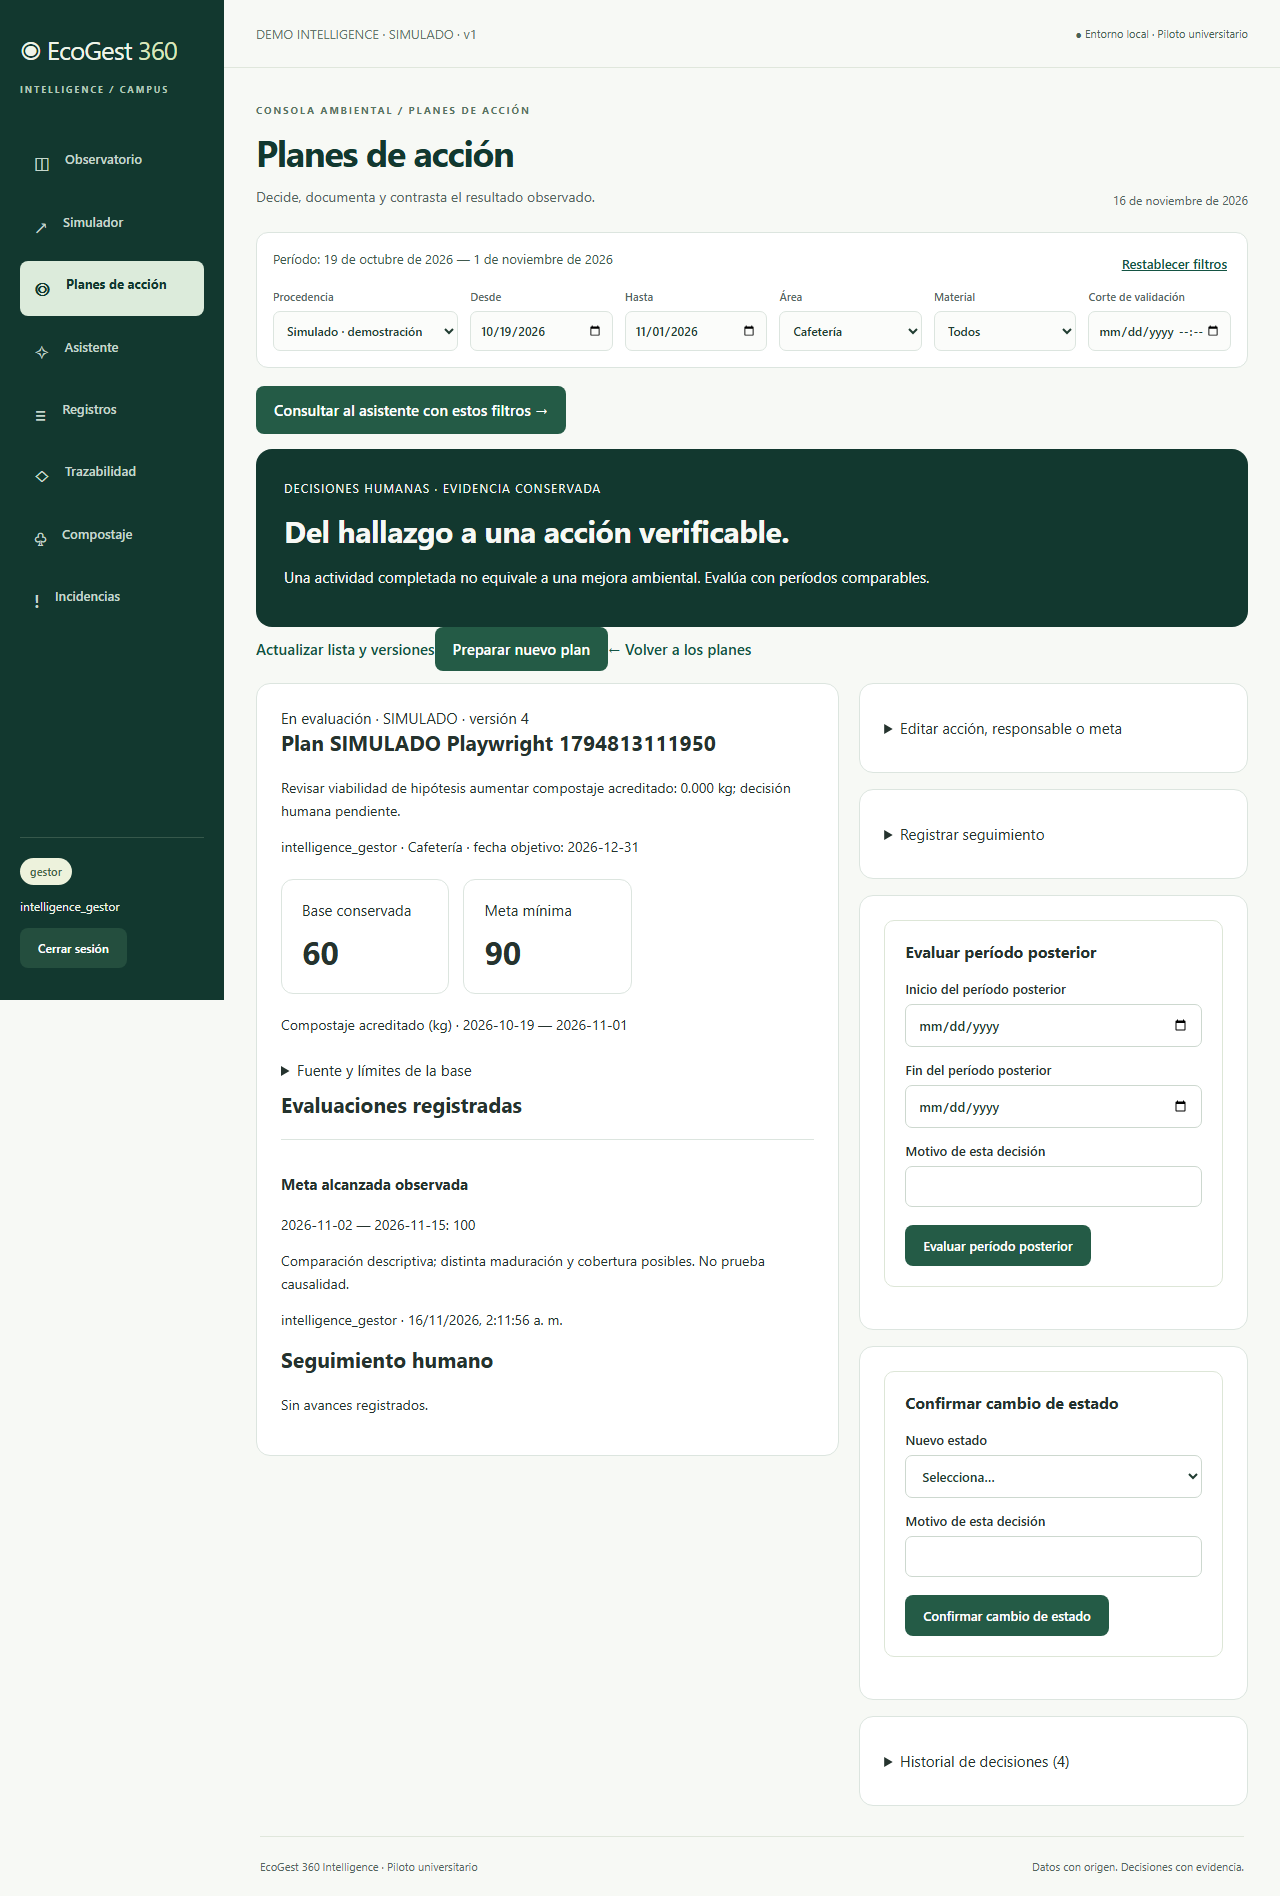 EcoGest 360
INTELLIGENCE / CAMPUS
Observatorio
Simulador
Planes de acción
Asistente
Registros
Trazabilidad
Compostaje
Incidencias
gestor
intelligence_gestor
Cerrar sesión
DEMO INTELLIGENCE · SIMULADO · v1
● Entorno local · Piloto universitario
CONSOLA AMBIENTAL / PLANES DE ACCIÓN
Planes de acción
Decide, documenta y contrasta el resultado observado.
16 de noviembre de 2026
Período: 19 de octubre de 2026 — 1 de noviembre de 2026
Restablecer filtros
Procedencia
Desde
Hasta
Área
Material
Corte de validación
Simulado · demostración
10/19/2026
11/01/2026
Cafetería
Todos
mm/dd/yyyy --:--
Consultar al asistente con estos filtros →
DECISIONES HUMANAS · EVIDENCIA CONSERVADA
Del hallazgo a una acción verificable.
Una actividad completada no equivale a una mejora ambiental. Evalúa con períodos comparables.
Actualizar lista y versiones
Preparar nuevo plan
← Volver a los planes
En evaluación · SIMULADO · versión 4
Plan SIMULADO Playwright 1794813111950
Revisar viabilidad de hipótesis aumentar compostaje acreditado: 0.000 kg; decisión
humana pendiente.
intelligence_gestor · Cafetería · fecha objetivo: 2026-12-31
Base conservada
60
Meta mínima
90
Compostaje acreditado (kg) · 2026-10-19 — 2026-11-01
▶ Fuente y límites de la base
Evaluaciones registradas
Meta alcanzada observada
2026-11-02 — 2026-11-15: 100
Comparación descriptiva; distinta maduración y cobertura posibles. No prueba
causalidad.
intelligence_gestor · 16/11/2026, 2:11:56 a. m.
Seguimiento humano
Sin avances registrados.
▶ Editar acción, responsable o meta
▶ Registrar seguimiento
Evaluar período posterior
Inicio del período posterior
mm/dd/yyyy
Fin del período posterior
mm/dd/yyyy
Motivo de esta decisión
Evaluar período posterior
Confirmar cambio de estado
Nuevo estado
Selecciona...
Motivo de esta decisión
Confirmar cambio de estado
▶ Historial de decisiones (4)
EcoGest 360 Intelligence · Piloto universitario
Datos con origen. Decisiones con evidencia.